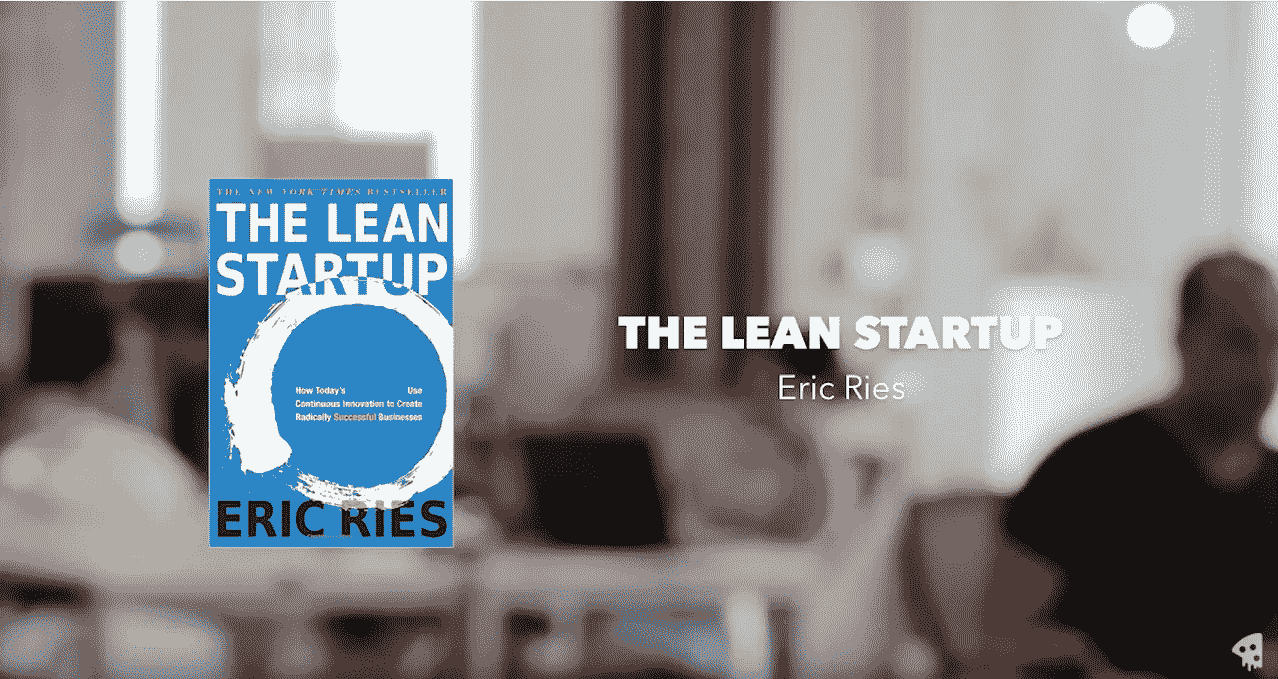 THE NEW YORK TIMES BESTSELLER
THE LEAN
STARTUP
How Today's Use
Continuous Innovation to Create
Radically Successful Businesses
ERIC RIES
THE LEAN STARTUP
Eric Ries